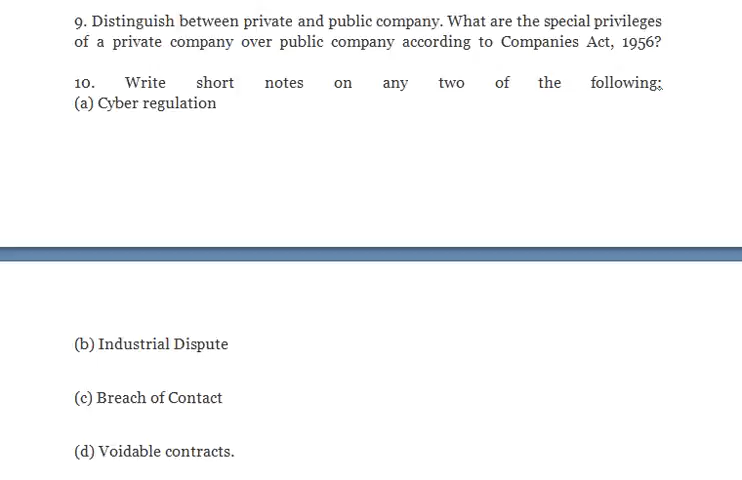 9. Distinguish between private and public company. What are the special privileges
of a private company over public company according to Companies Act, 1956?
10. Write short notes on any two of the following:
(a) Cyber regulation
(b) Industrial Dispute
(c) Breach of Contact
(d) Voidable contracts.